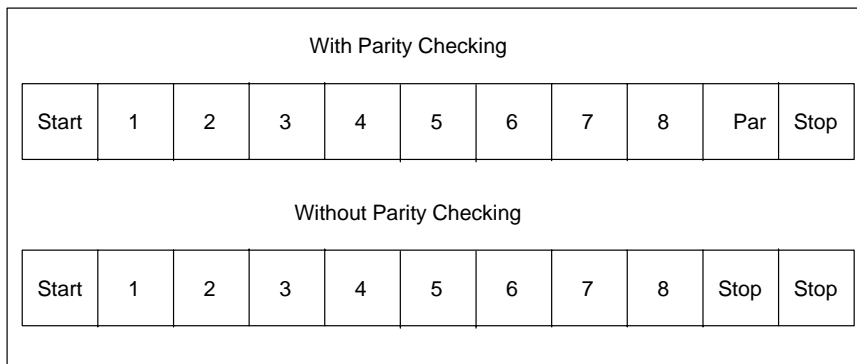 With Parity Checking
Start 1 2 3 4 5 6 7 8 Par Stop
Without Parity Checking
Start 1 2 3 4 5 6 7 8 Stop Stop